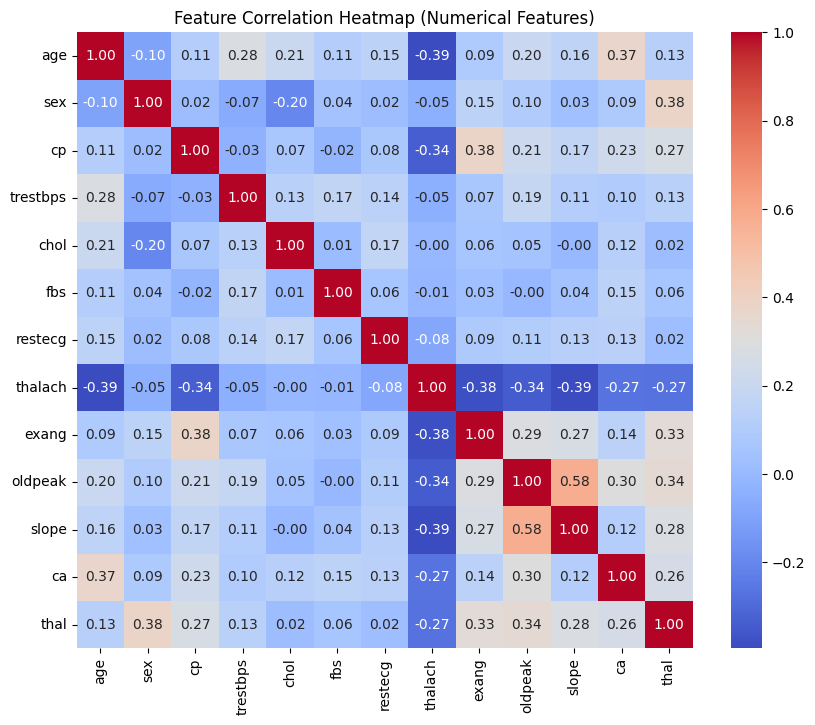 Feature Correlation Heatmap (Numerical Features)
age 1.00 -0.10 0.11 0.28 0.21 0.11 0.15 -0.39 0.09 0.20 0.16 0.37 0.13
sex -0.10 1.00 0.02 -0.07 -0.20 0.04 0.02 -0.05 0.15 0.10 0.03 0.09 0.38
cp 0.11 0.02 1.00 -0.03 0.07 -0.02 0.08 -0.34 0.38 0.21 0.17 0.23 0.27
trestbps 0.28 -0.07 -0.03 1.00 0.13 0.17 0.14 -0.05 0.07 0.19 0.11 0.10 0.13
chol 0.21 -0.20 0.07 0.13 1.00 0.01 0.17 -0.00 0.06 0.05 -0.00 0.12 0.02
fbs 0.11 0.04 -0.02 0.17 0.01 1.00 0.06 -0.01 0.03 -0.00 0.04 0.15 0.06
restecg 0.15 0.02 0.08 0.14 0.17 0.06 1.00 -0.08 0.09 0.11 0.13 0.13 0.02
thalach -0.39 -0.05 -0.34 -0.05 -0.00 -0.01 -0.08 1.00 -0.38 -0.34 -0.39 -0.27 -0.27
exang 0.09 0.15 0.38 0.07 0.06 0.03 0.09 -0.38 1.00 0.29 0.27 0.14 0.33
oldpeak 0.20 0.10 0.21 0.19 0.05 -0.00 0.11 -0.34 0.29 1.00 0.58 0.30 0.34
slope 0.16 0.03 0.17 0.11 -0.00 0.04 0.13 -0.39 0.27 0.58 1.00 0.12 0.28
ca 0.37 0.09 0.23 0.10 0.12 0.15 0.13 -0.27 0.14 0.30 0.12 1.00 0.26
thal 0.13 0.38 0.27 0.13 0.02 0.06 0.02 -0.27 0.33 0.34 0.28 0.26 1.00
age sex cp trestbps chol fbs restecg thalach exang oldpeak slope ca thal
1.0
0.8
0.6
0.4
0.2
0.0
−0.2